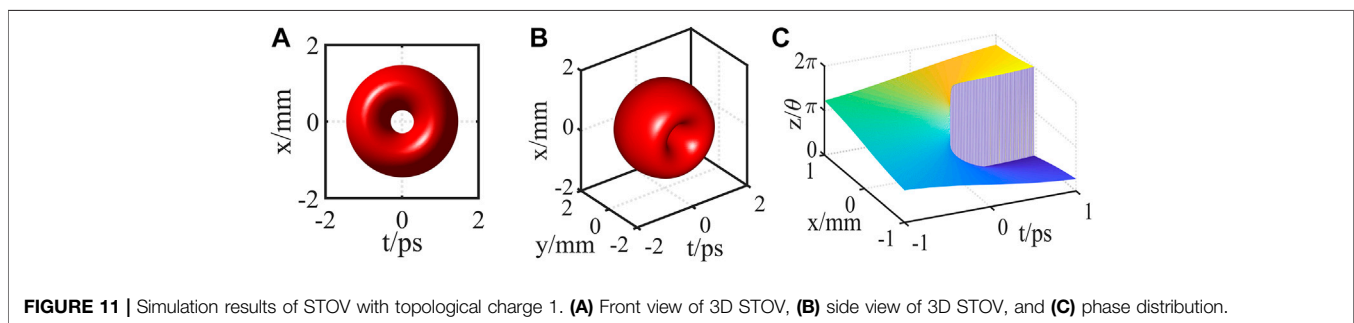 A
2
0
-2
x/mm
-2
0
2
t/ps
B
2
0
-2
x/mm
2
0
-2
y/mm
-2
0
2
t/ps
C
2π
π
0
z/θ
1
0
-1
x/mm
-1
0
1
t/ps
FIGURE 11 | Simulation results of STOV with topological charge 1. (A) Front view of 3D STOV, (B) side view of 3D STOV, and (C) phase distribution.